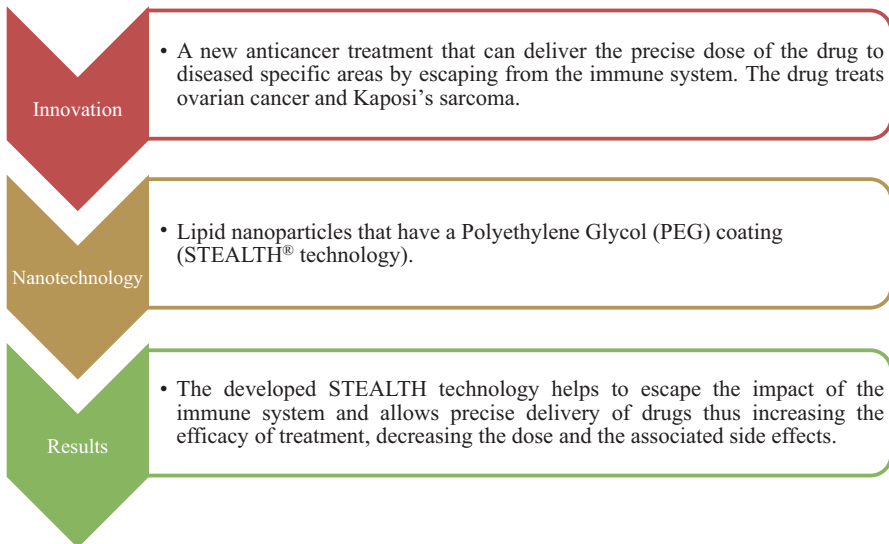 Innovation
• A new anticancer treatment that can deliver the precise dose of the drug to
diseased specific areas by escaping from the immune system. The drug treats
ovarian cancer and Kaposi’s sarcoma.
Nanotechnology
• Lipid nanoparticles that have a Polyethylene Glycol (PEG) coating
(STEALTH® technology).
Results
• The developed STEALTH technology helps to escape the impact of the
immune system and allows precise delivery of drugs thus increasing the
efficacy of treatment, decreasing the dose and the associated side effects.